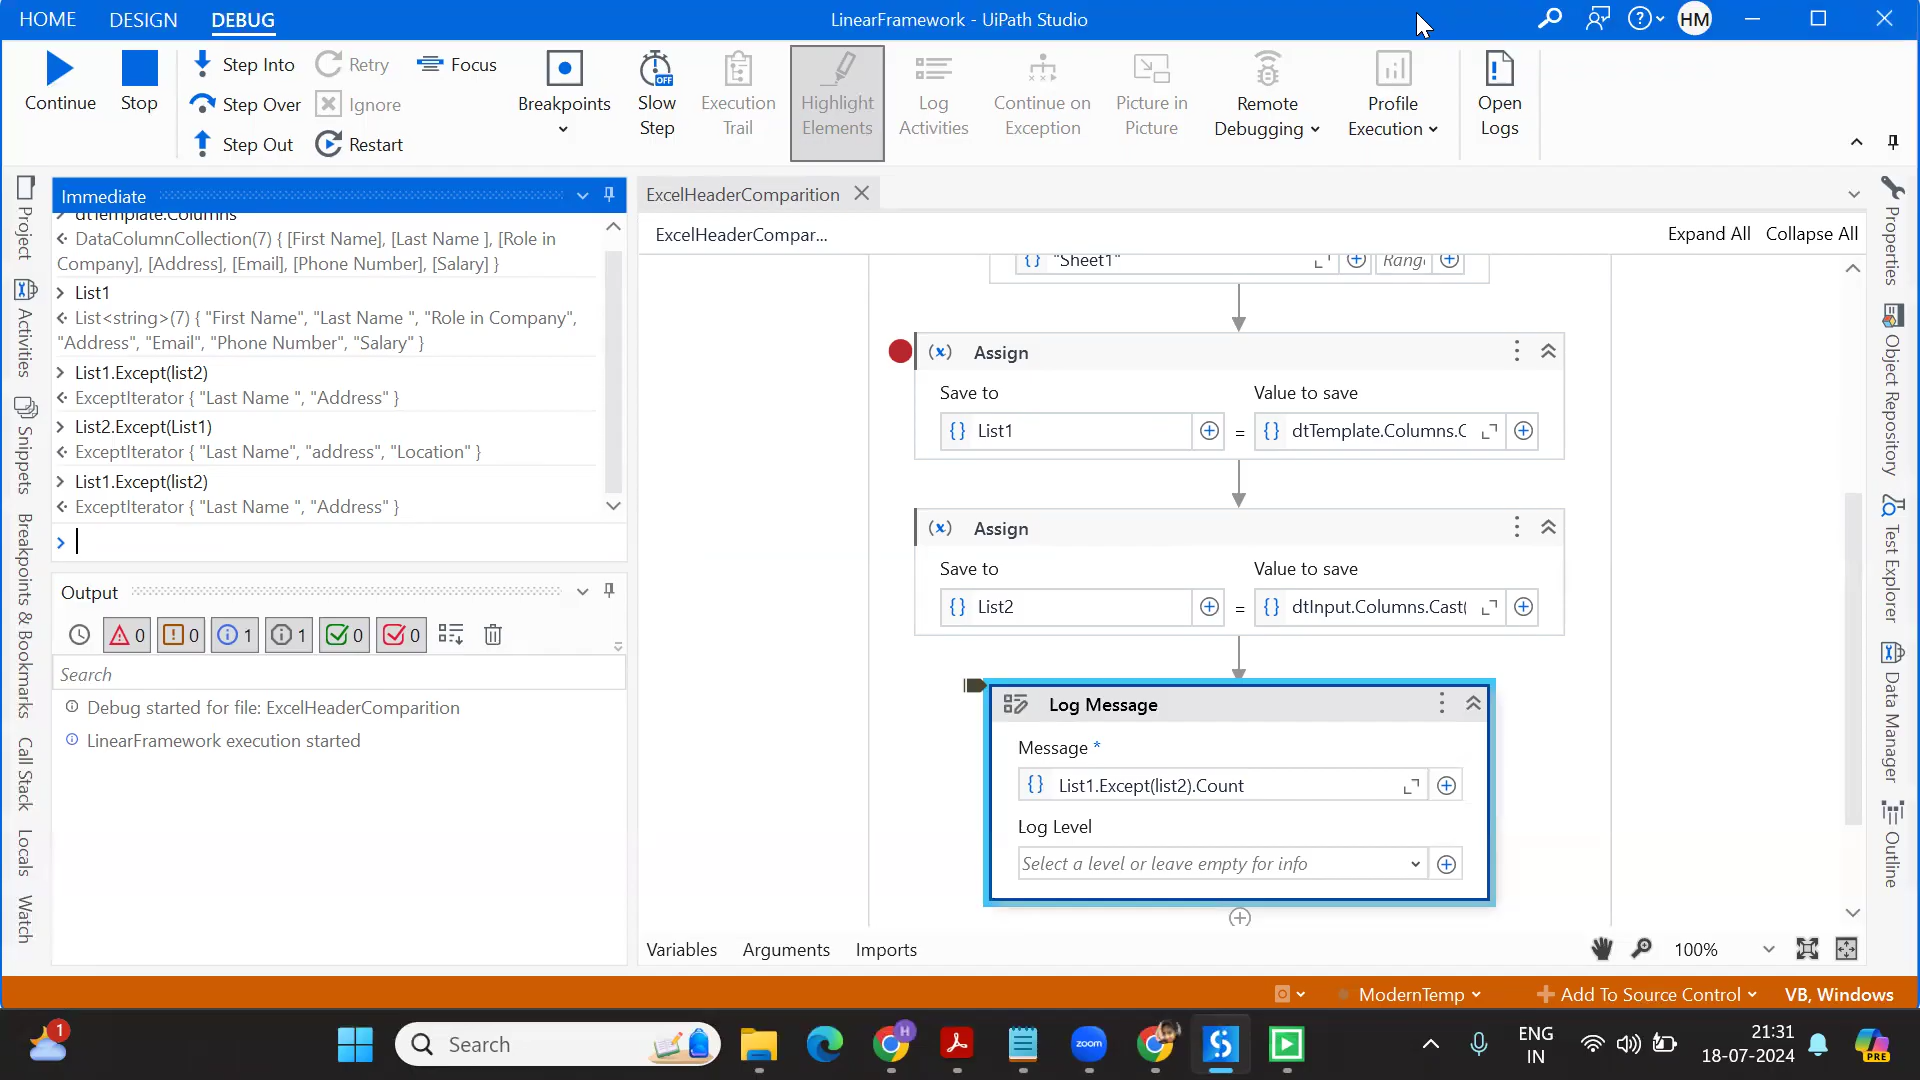 HOME DESIGN DEBUG
LinearFramework - UiPath Studio
HM
Continue
Stop
Step Into
Step Over
Step Out
Retry
Ignore
Restart
Focus
Breakpoints
OFF
Slow Step
Execution Trail
Highlight Elements
Log Activities
Continue on Exception
Picture in Picture
Remote Debugging
Profile Execution
Open Logs
Project
Activities
Snippets
Breakpoints & Bookmarks
Call Stack
Locals
Watch
Immediate
dtTemplate.Columns
DataColumnCollection(7) { [First Name], [Last Name ], [Role in
Company], [Address], [Email], [Phone Number], [Salary] }
List1
List<string>(7) { "First Name", "Last Name ", "Role in Company",
"Address", "Email", "Phone Number", "Salary" }
List1.Except(list2)
ExceptIterator { "Last Name ", "Address" }
List2.Except(List1)
ExceptIterator { "Last Name", "address", "Location" }
List1.Except(list2)
ExceptIterator { "Last Name ", "Address" }
Output
0 0 1 1 0 0
Search
Debug started for file: ExcelHeaderComparition
LinearFramework execution started
ExcelHeaderComparition
ExcelHeaderCompar...
Expand All Collapse All
"Sheet1"
Rang
Assign
Save to Value to save
List1 = dtTemplate.Columns.C
Assign
Save to Value to save
List2 = dtInput.Columns.Cast(
Log Message
Message *
List1.Except(list2).Count
Log Level
Select a level or leave empty for info
Variables Arguments Imports
100%
Properties
Object Repository
Test Explorer
Data Manager
Outline
ModernTemp
Add To Source Control
VB, Windows
1
Search
H
zoom
ENG
IN
21:31
18-07-2024
PRE